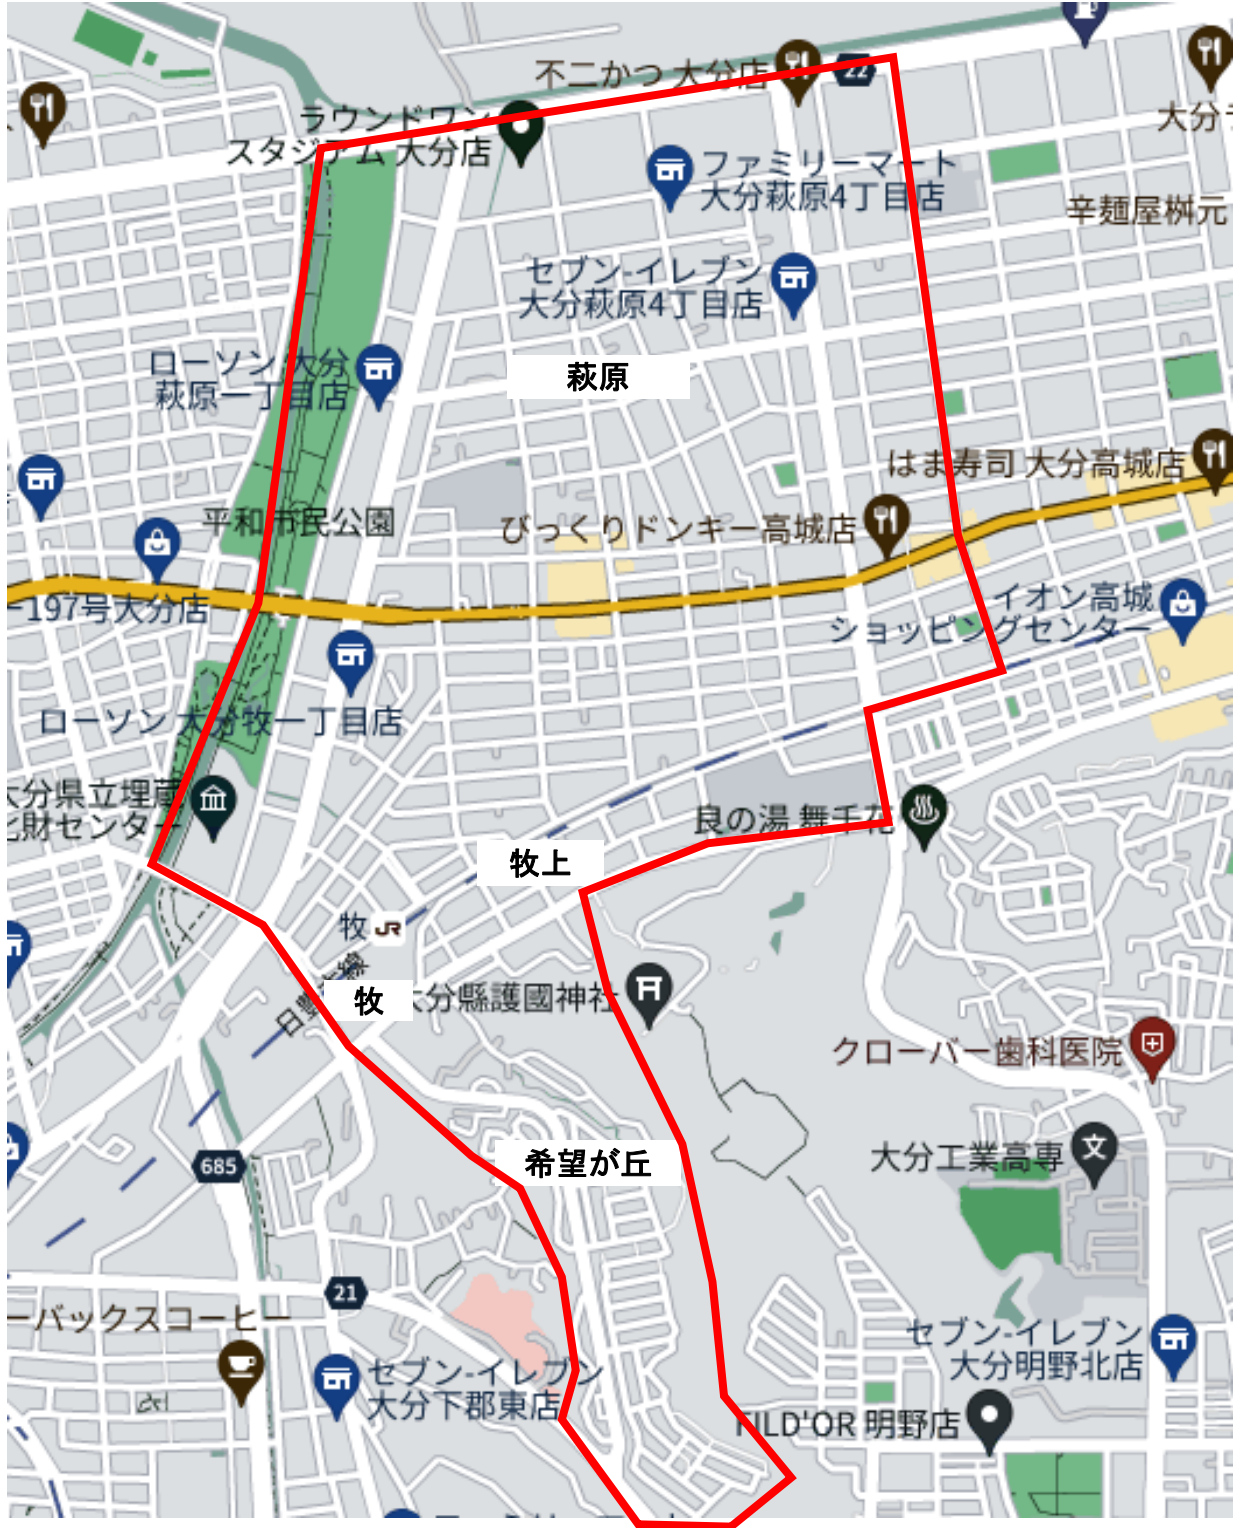 不二かつ 大分店
22
ラウンドワン
スタジアム 大分店
大分
ファミリーマート
大分萩原4丁目店
辛麺屋桝元
セブン-イレブン
大分萩原4丁目店
ローソン 大分
萩原一丁目店
萩原
はま寿司 大分高城店
平和市民公園
びっくりドンキー高城店
197号大分店
イオン高城
ショッピングセンター
ローソン 大分牧一丁目店
大分県立埋蔵
化財センター
良の湯 舞千花
牧上
牧 JR
日豊本線
牧
大分縣護國神社
クローバー歯科医院
大分工業高専
文
希望が丘
685
21
ーバックスコーヒー
セブン-イレブン
大分明野北店
セブン-イレブン
大分下郡東店
TILD'OR 明野店